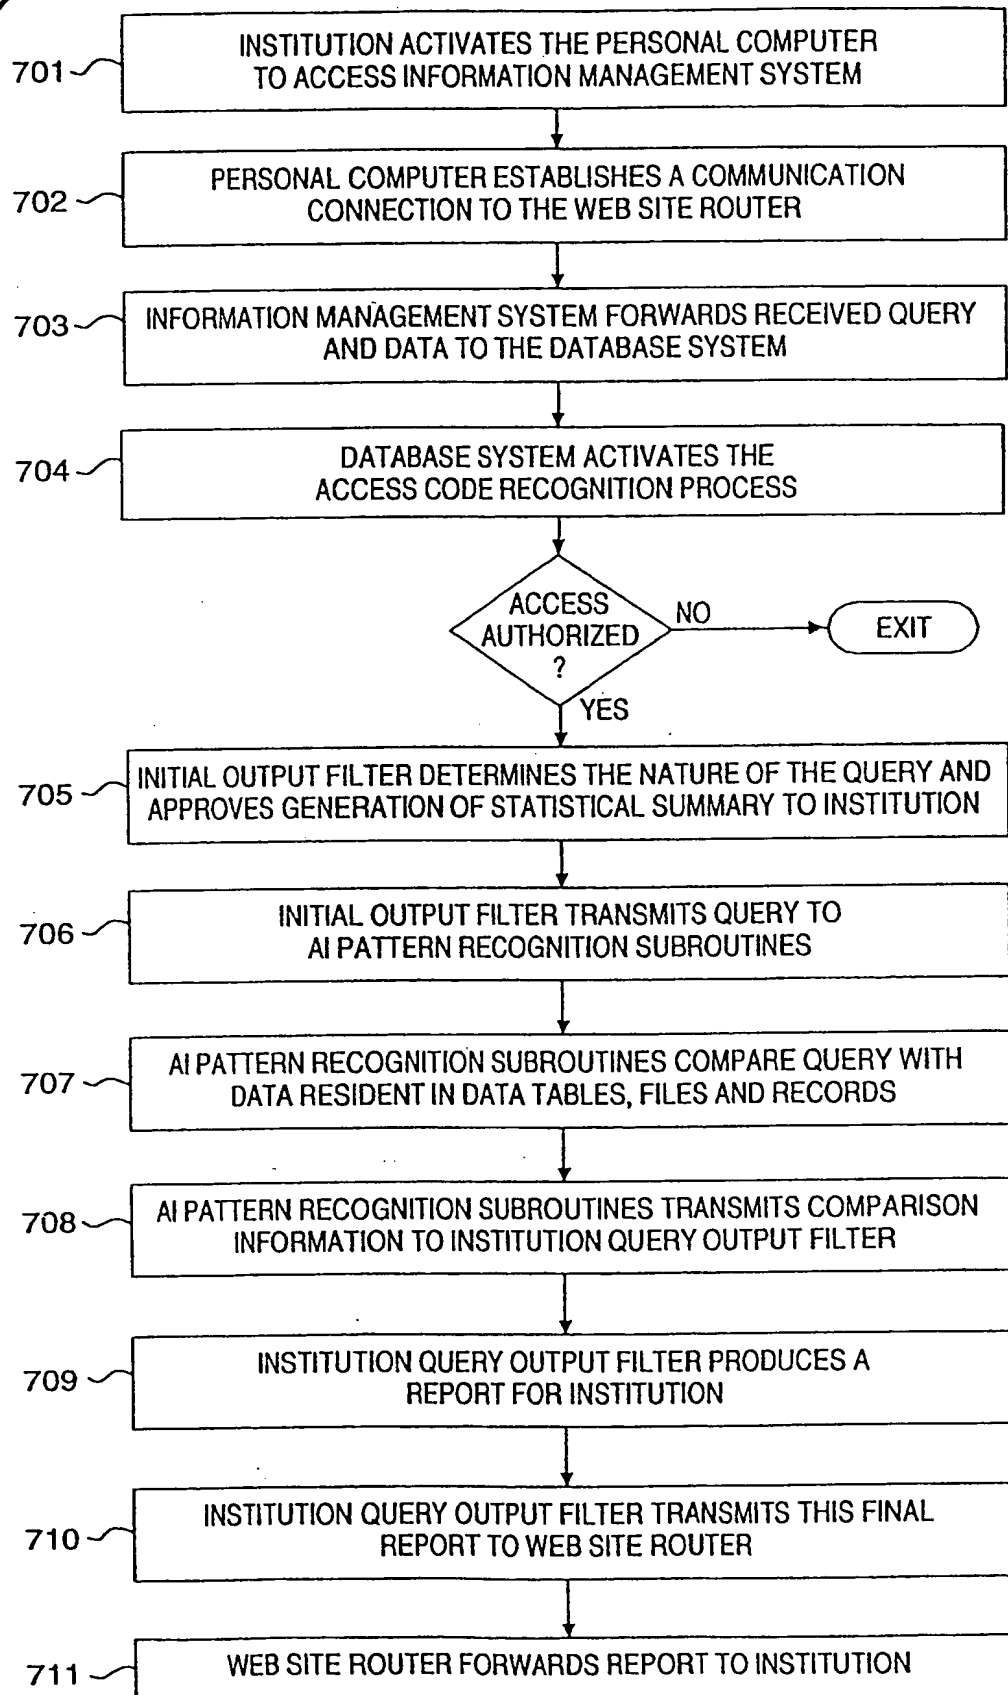 701
INSTITUTION ACTIVATES THE PERSONAL COMPUTER
TO ACCESS INFORMATION MANAGEMENT SYSTEM
702
PERSONAL COMPUTER ESTABLISHES A COMMUNICATION
CONNECTION TO THE WEB SITE ROUTER
703
INFORMATION MANAGEMENT SYSTEM FORWARDS RECEIVED QUERY
AND DATA TO THE DATABASE SYSTEM
704
DATABASE SYSTEM ACTIVATES THE
ACCESS CODE RECOGNITION PROCESS
ACCESS
AUTHORIZED
?
NO
EXIT
YES
705
INITIAL OUTPUT FILTER DETERMINES THE NATURE OF THE QUERY AND
APPROVES GENERATION OF STATISTICAL SUMMARY TO INSTITUTION
706
INITIAL OUTPUT FILTER TRANSMITS QUERY TO
AI PATTERN RECOGNITION SUBROUTINES
707
AI PATTERN RECOGNITION SUBROUTINES COMPARE QUERY WITH
DATA RESIDENT IN DATA TABLES, FILES AND RECORDS
708
AI PATTERN RECOGNITION SUBROUTINES TRANSMITS COMPARISON
INFORMATION TO INSTITUTION QUERY OUTPUT FILTER
709
INSTITUTION QUERY OUTPUT FILTER PRODUCES A
REPORT FOR INSTITUTION
710
INSTITUTION QUERY OUTPUT FILTER TRANSMITS THIS FINAL
REPORT TO WEB SITE ROUTER
711
WEB SITE ROUTER FORWARDS REPORT TO INSTITUTION